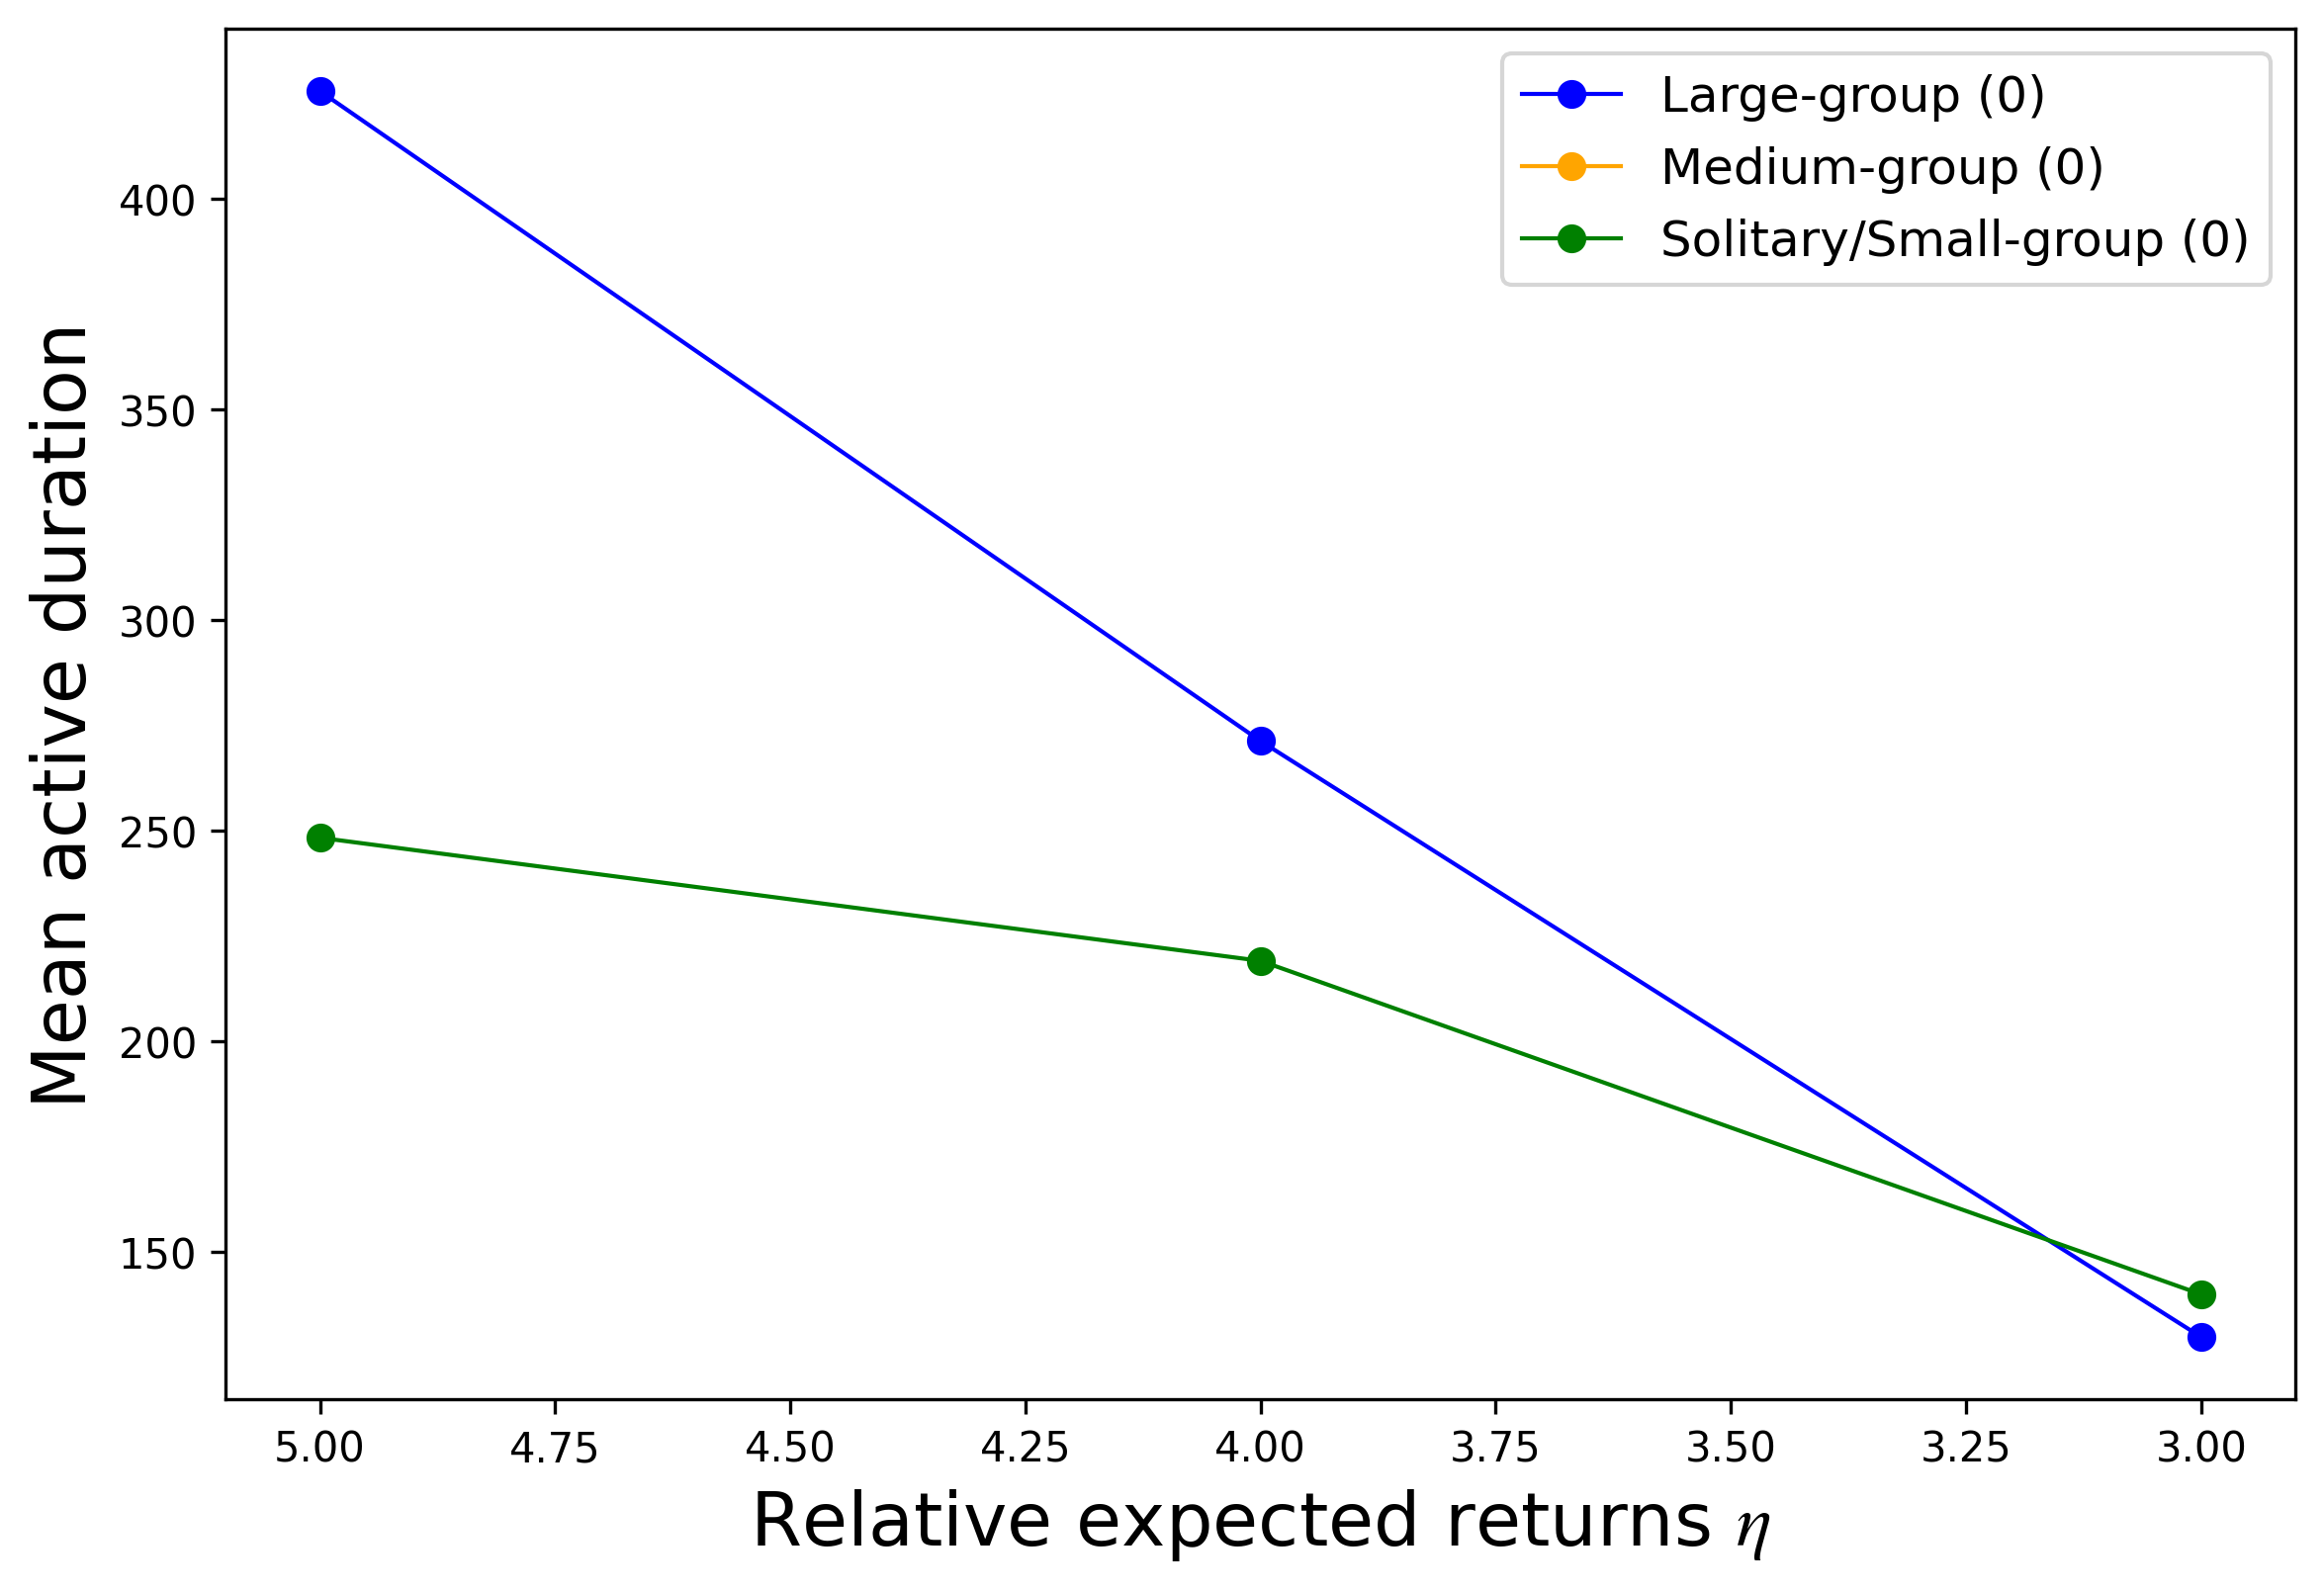 Large-group (0)
Medium-group (0)
Solitary/Small-group (0)
Mean active duration
400
350
300
250
200
150
5.00 4.75 4.50 4.25 4.00 3.75 3.50 3.25 3.00
Relative expected returns η